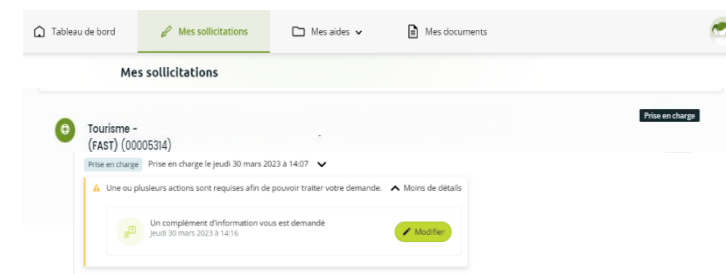 Tableau de bord Mes sollicitations Mes aides Mes documents
Mes sollicitations
Prise en charge
Tourisme -
(FAST) (00005314)
Prise en charge Prise en charge le jeudi 30 mars 2023 à 14:07
Une ou plusieurs actions sont requises afin de pouvoir traiter votre demande. Moins de détails
Un complément d'information vous est demandé
jeudi 30 mars 2023 à 14:16
Modifier